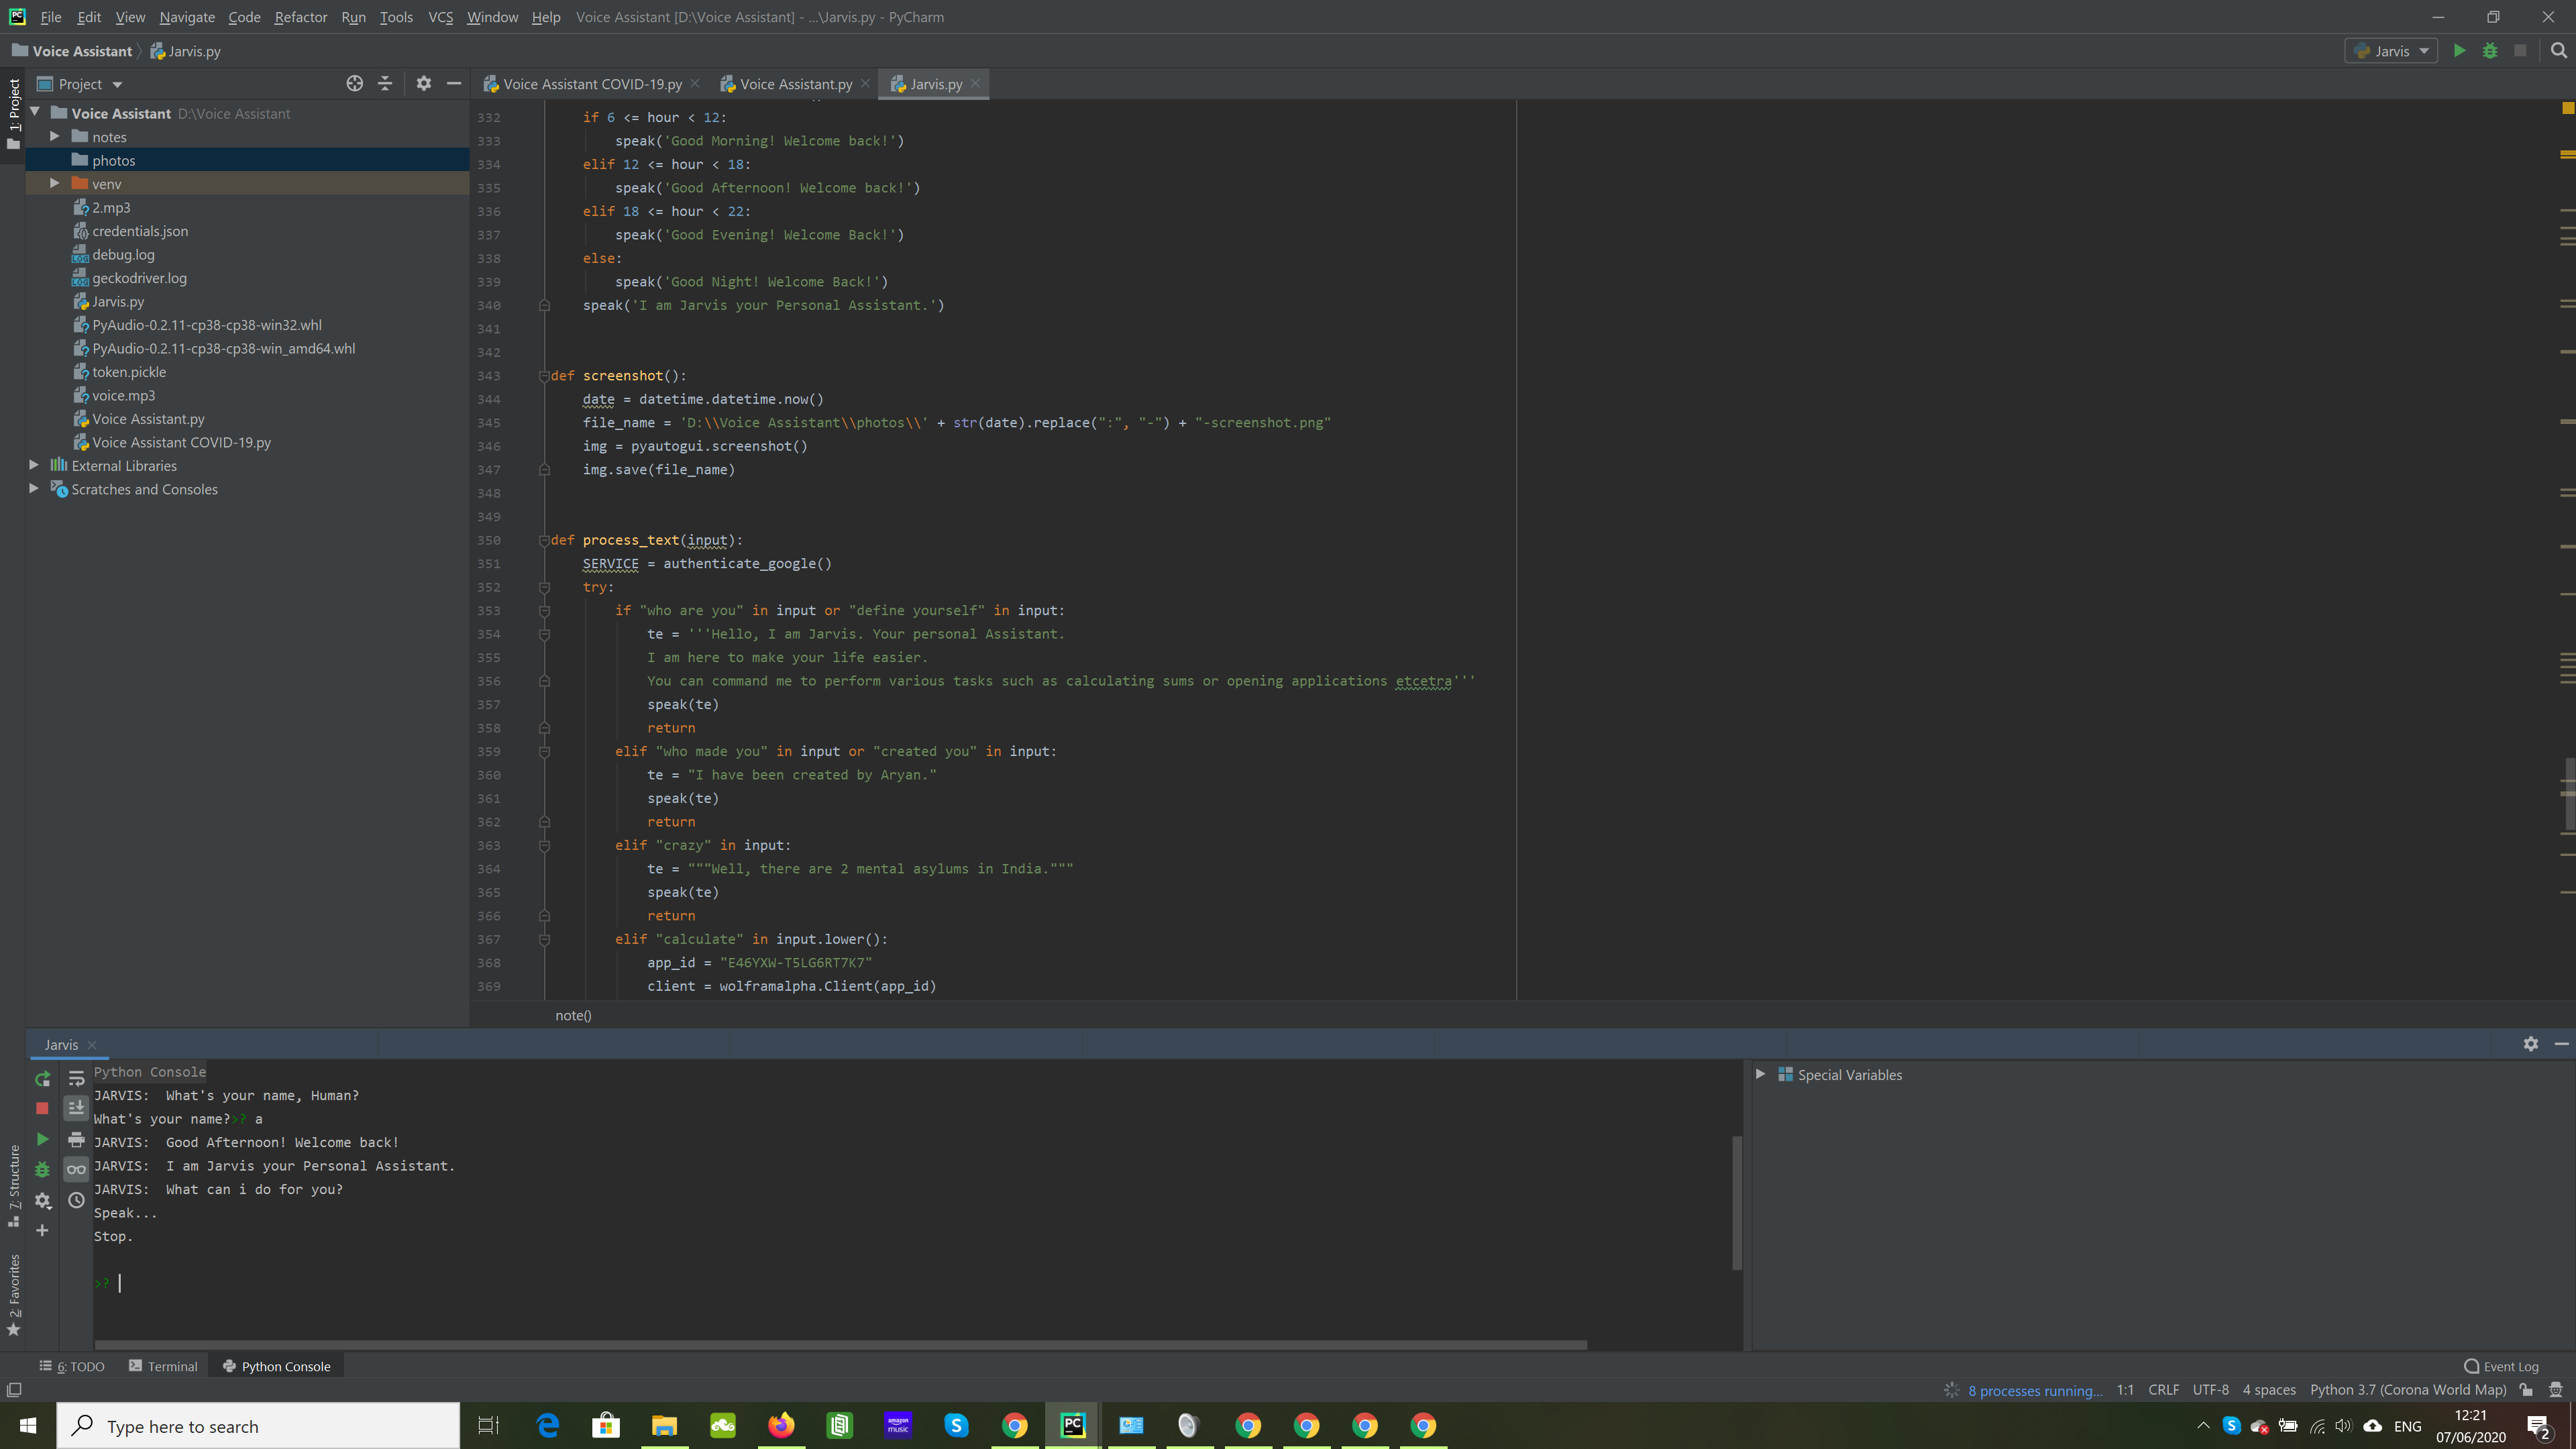 File Edit View Navigate Code Refactor Run Tools VCS Window Help Voice Assistant [D:\Voice Assistant] - ...\Jarvis.py - PyCharm
Voice Assistant Jarvis.py
Jarvis
1: Project
Project
Voice Assistant COVID-19.py Voice Assistant.py Jarvis.py
Voice Assistant D:\Voice Assistant
notes
photos
venv
2.mp3
credentials.json
debug.log
geckodriver.log
Jarvis.py
PyAudio-0.2.11-cp38-cp38-win32.whl
PyAudio-0.2.11-cp38-cp38-win_amd64.whl
token.pickle
voice.mp3
Voice Assistant.py
Voice Assistant COVID-19.py
External Libraries
Scratches and Consoles
332 if 6 <= hour < 12:
333 speak('Good Morning! Welcome back!')
334 elif 12 <= hour < 18:
335 speak('Good Afternoon! Welcome back!')
336 elif 18 <= hour < 22:
337 speak('Good Evening! Welcome Back!')
338 else:
339 speak('Good Night! Welcome Back!')
340 speak('I am Jarvis your Personal Assistant.')
341
342
343 def screenshot():
344 date = datetime.datetime.now()
345 file_name = 'D:\\Voice Assistant\\photos\\' + str(date).replace(":", "-") + "-screenshot.png"
346 img = pyautogui.screenshot()
347 img.save(file_name)
348
349
350 def process_text(input):
351 SERVICE = authenticate_google()
352 try:
353 if "who are you" in input or "define yourself" in input:
354 te = '''Hello, I am Jarvis. Your personal Assistant.
355 I am here to make your life easier.
356 You can command me to perform various tasks such as calculating sums or opening applications etcetra'''
357 speak(te)
358 return
359 elif "who made you" in input or "created you" in input:
360 te = "I have been created by Aryan."
361 speak(te)
362 return
363 elif "crazy" in input:
364 te = """Well, there are 2 mental asylums in India."""
365 speak(te)
366 return
367 elif "calculate" in input.lower():
368 app_id = "E46YXW-T5LG6RT7K7"
369 client = wolframalpha.Client(app_id)
note()
Jarvis
Python Console
JARVIS: What's your name, Human?
What's your name?>? a
JARVIS: Good Afternoon! Welcome back!
JARVIS: I am Jarvis your Personal Assistant.
JARVIS: What can i do for you?
Speak...
Stop.
>?
Special Variables
7: Structure
2: Favorites
6: TODO Terminal Python Console Event Log
8 processes running... 1:1 CRLF UTF-8 4 spaces Python 3.7 (Corona World Map)
Type here to search
amazon music
PC
ENG
12:21
07/06/2020
2